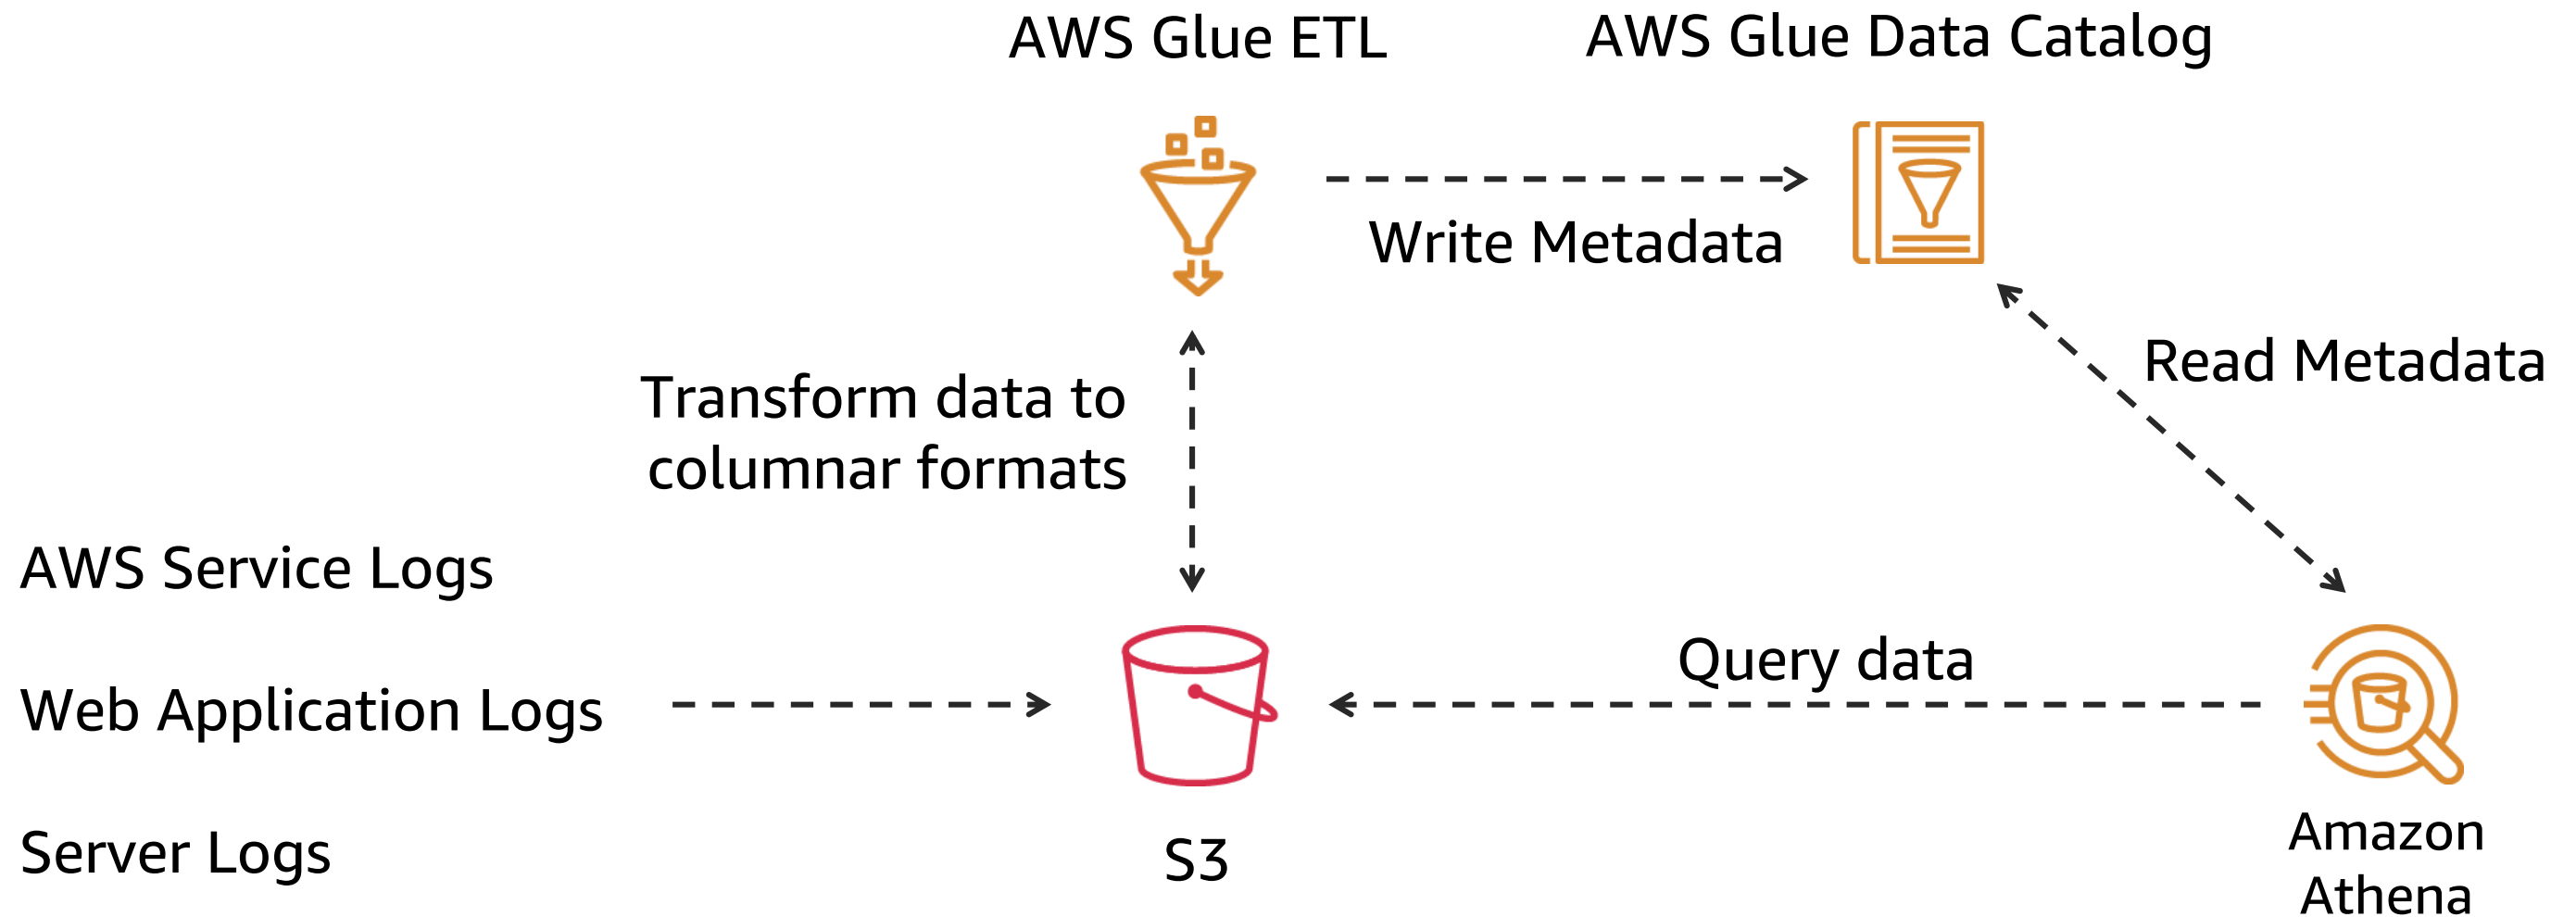 AWS Glue ETL
AWS Glue Data Catalog
Write Metadata
Read Metadata
Transform data to
columnar formats
AWS Service Logs
Web Application Logs
Server Logs
Query data
S3
Amazon
Athena